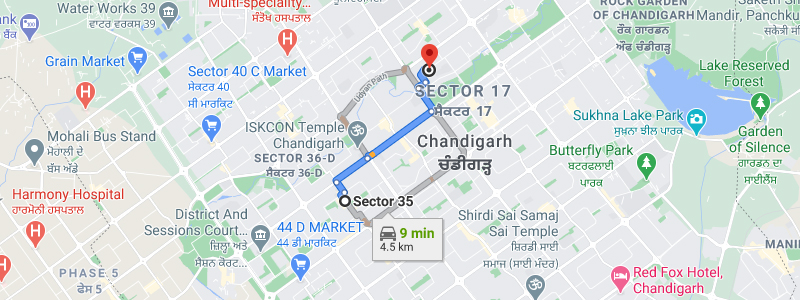 Water Works 39
ਵਾਟਰ ਵਰਕਸ 39
Multi-speciality...
ਸੰਤੋਖ ਹਸਪਤਾਲ
ROCK GARDEN
OF CHANDIGARH
ਰੌਕ ਗਾਰਡਨ
ਔਫ ਚੰਡੀਗੜ੍ਹ
Mandir, Panchku
ਸਕੇਤੜੀ
Grain Market
Sector 40 C Market
ਸੇਕਟਰ 40
ਸੀ ਮਾਰਕਿਟ
Udyan Path
SECTOR 17
ਸੈਕਟਰ 17
Lake Reserved
Forest
Mohali Bus Stand
ਮੋਹਾਲੀ ਦੇ
ਬੱਸ ਅੱਡੇ
ISKCON Temple
Chandigarh
SECTOR 36-D
ਸੈਕਟਰ 36-D
Chandigarh
ਚੰਡੀਗੜ੍ਹ
Sukhna Lake Park
ਸੁਖ਼ਨਾ ਝੀਲ ਪਾਰਕ
Butterfly Park
ਬਟਰਫਲਾਈ
ਪਾਰਕ
Garden
of Silence
ਗਾਰਡਨ ਦਾ
ਸਾਈਲੈਂਸ
Harmony Hospital
ਹਾਰਮੋਨੀ ਹਸਪਤਾਲ
Sector 35
District And
Sessions Court...
ਜ਼ਿਲ੍ਹਾ ਅਤੇ
ਸੈਸ਼ਨ ਕੋਰਟ...
44 D MARKET
44 ਡੀ ਮਾਰਕਿਟ
9 min
4.5 km
Shirdi Sai Samaj
Sai Temple
ਸ਼ਿਰਡੀ ਸਾਈ
ਸਮਾਜ (ਸਾਈ ਮੰਦਰ)
PHASE 5
ਫੇਸ 5
Red Fox Hotel,
Chandigarh
MANI